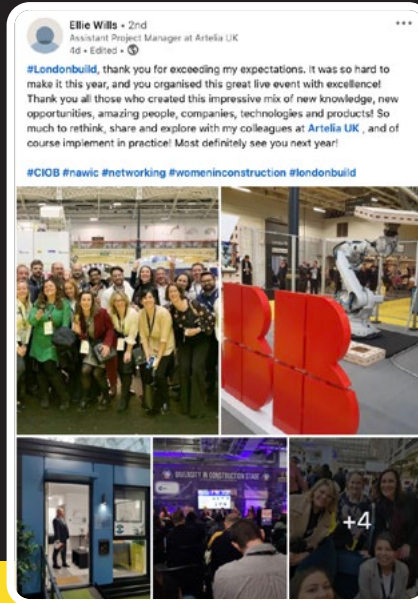 Ellie Wills • 2nd
Assistant Project Manager at Artelia UK
4d • Edited •
#Londonbuild, thank you for exceeding my expectations. It was so hard to
make it this year, and you organised this great live event with excellence!
Thank you all those who created this impressive mix of new knowledge, new
opportunities, amazing people, companies, technologies and products! So
much to rethink, share and explore with my colleagues at Artelia UK , and of
course implement in practice! Most definitely see you next year!
#CIOB #nawic #networking #womeninconstruction #londonbuild
BB
DIVERSITY IN CONSTRUCTION STAGE
+4